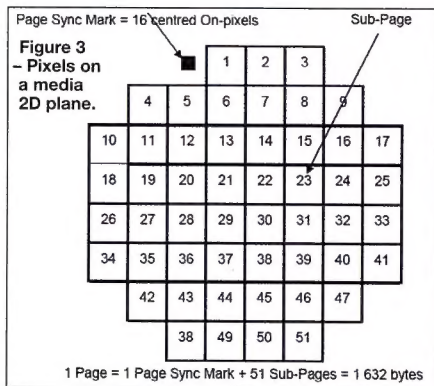 Page Sync Mark = 16 centred On-pixels
Sub-Page
Figure 3
– Pixels on
a media
2D plane.
1 2 3
4 5 6 7 8 9
10 11 12 13 14 15 16 17
18 19 20 21 22 23 24 25
26 27 28 29 30 31 32 33
34 35 36 37 38 39 40 41
42 43 44 45 46 47
38 49 50 51
1 Page = 1 Page Sync Mark + 51 Sub-Pages = 1 632 bytes